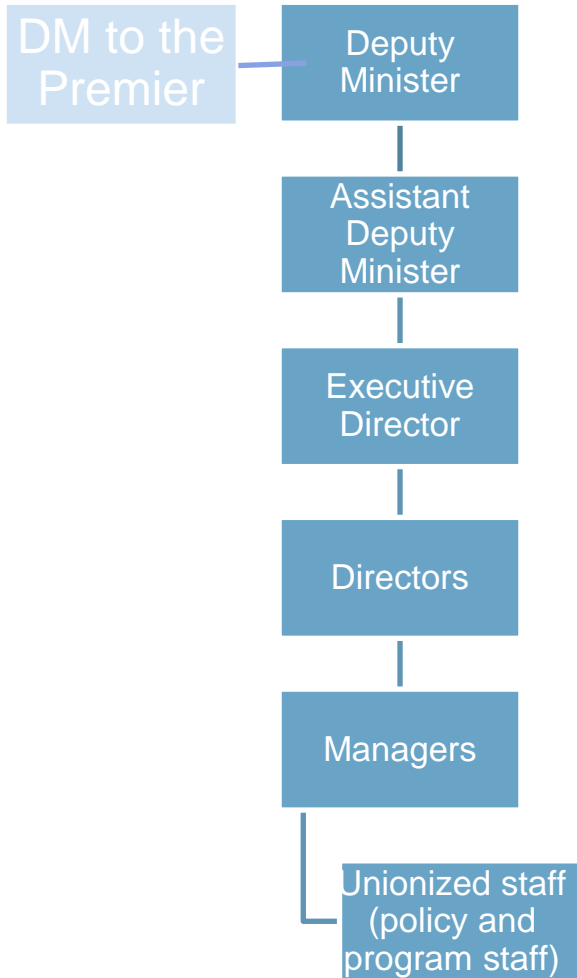 DM to the
Premier
Deputy
Minister
Assistant
Deputy
Minister
Executive
Director
Directors
Managers
Unionized staff
(policy and
program staff)